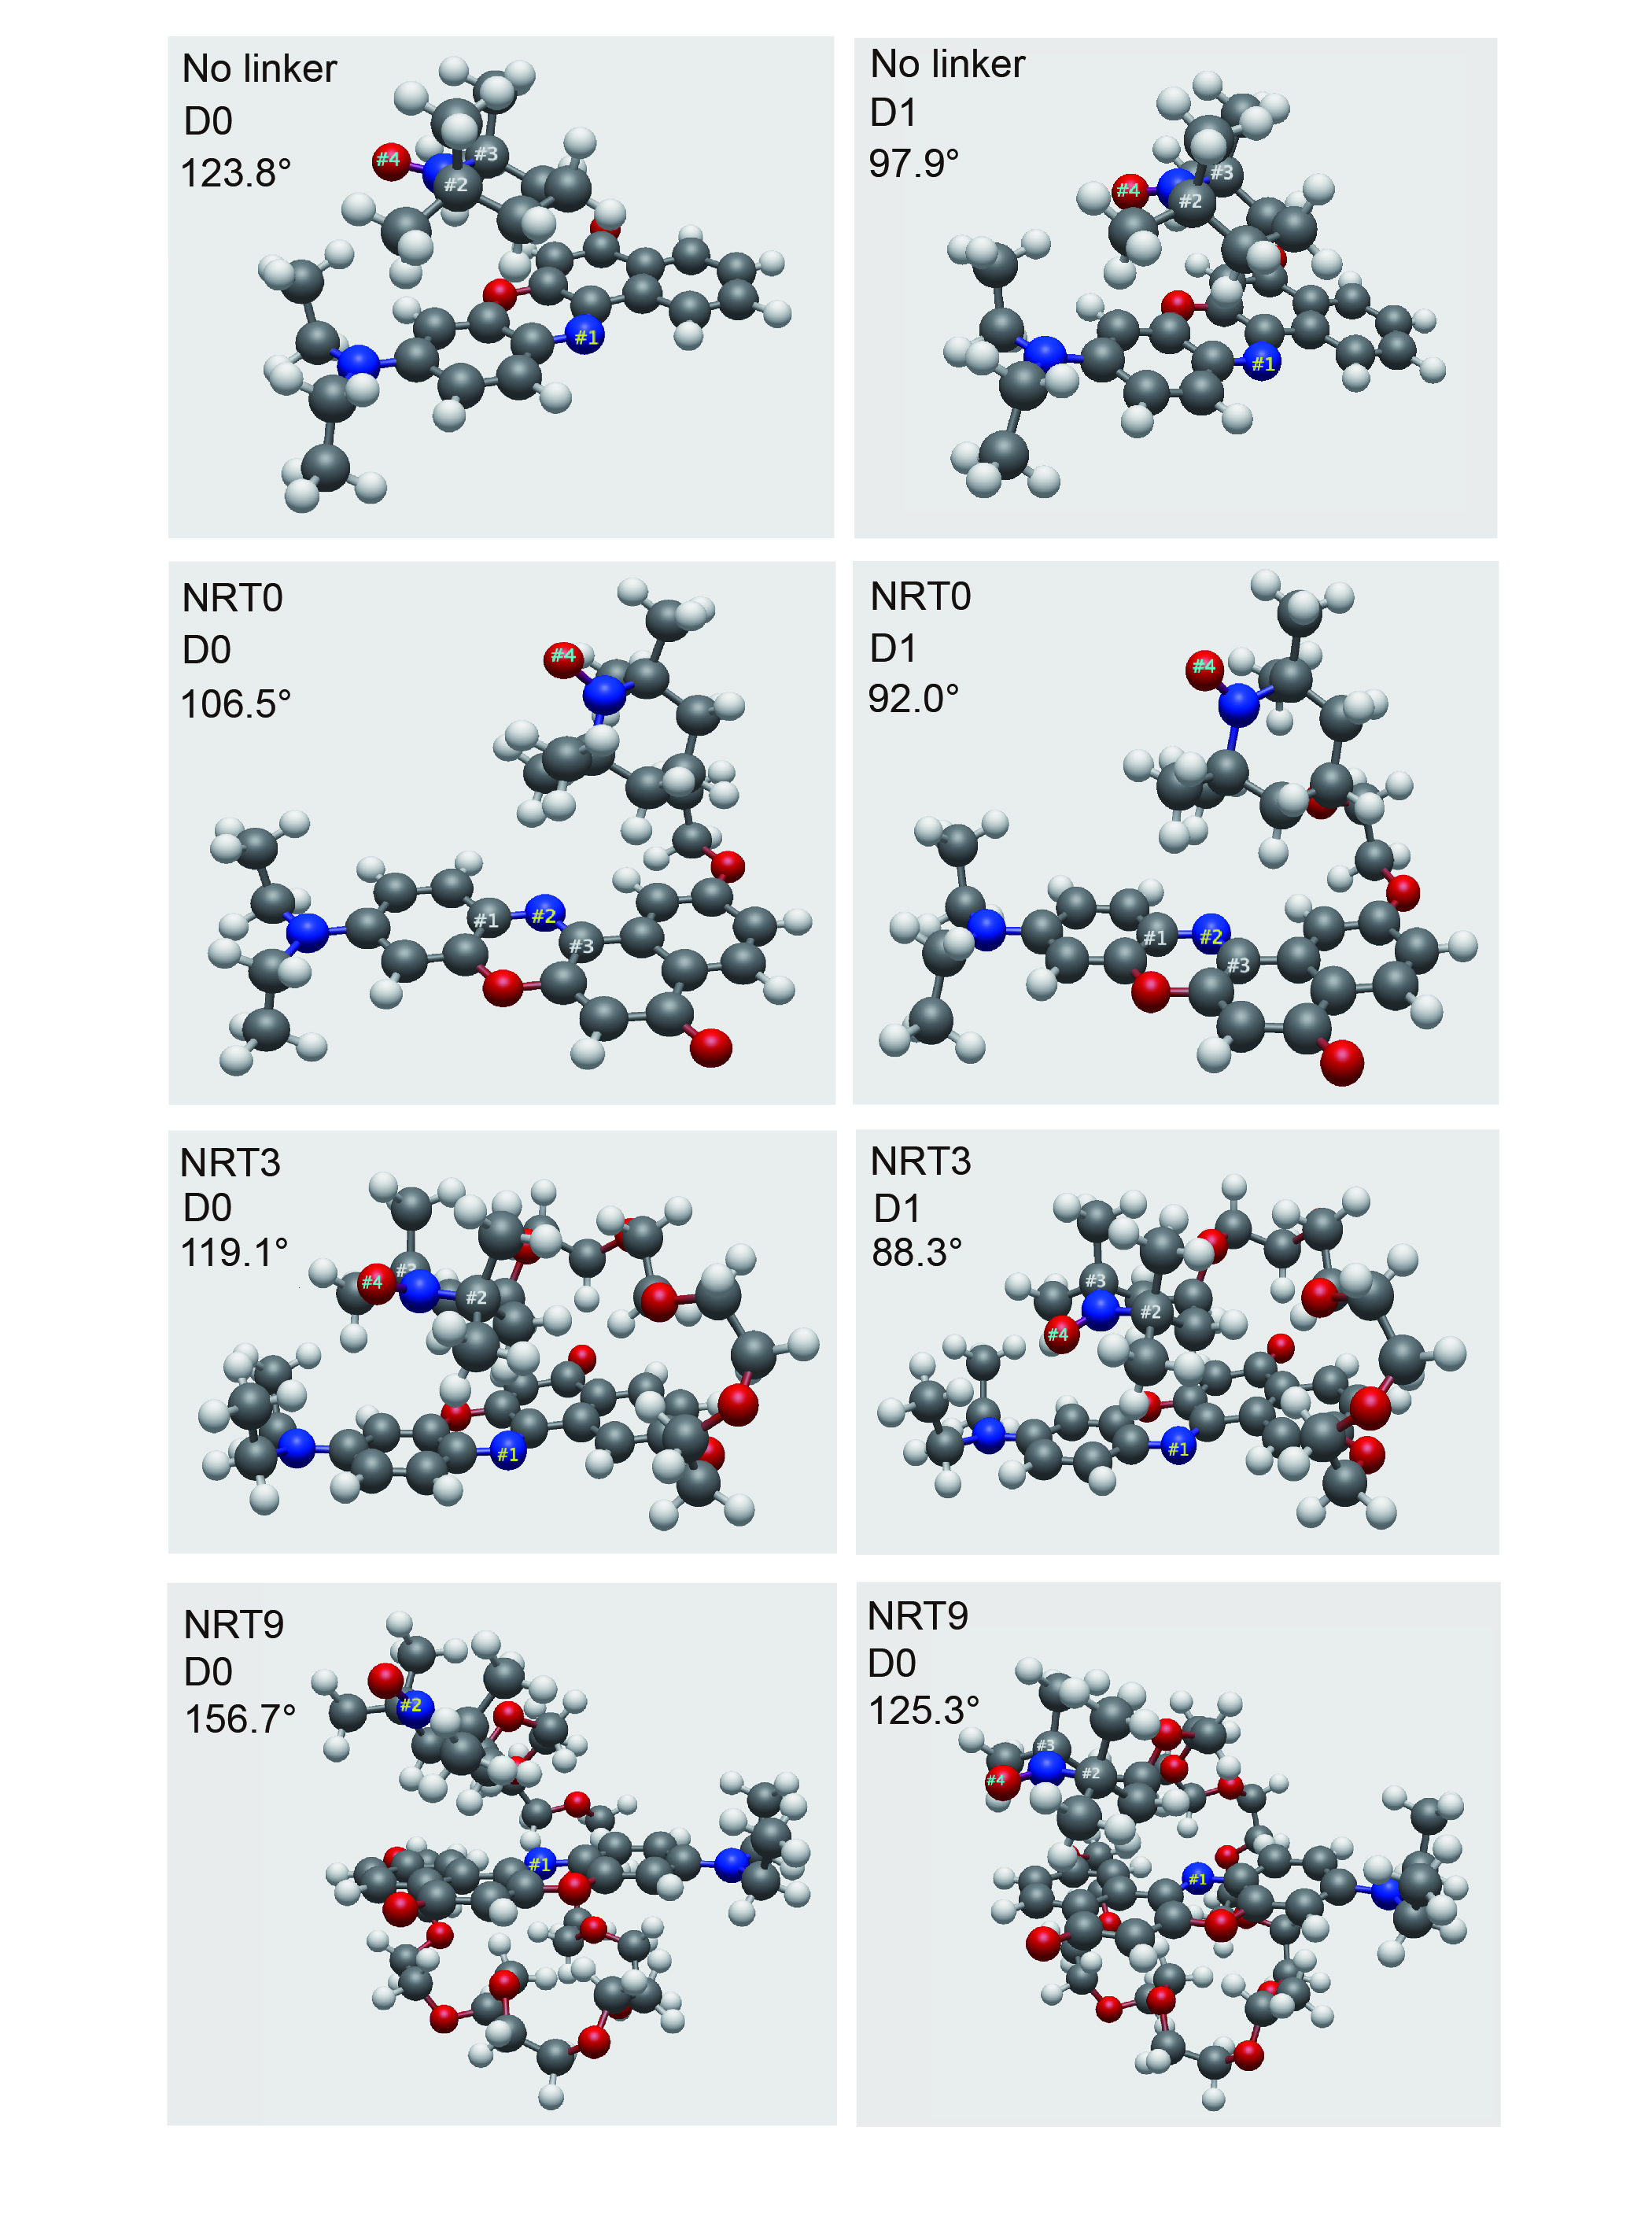 No linker
D0
123.8°
#4
#3
#2
#1
No linker
D1
97.9°
#4
#3
#2
#1
NRT0
D0
106.5°
#4
#1
#2
#3
NRT0
D1
92.0°
#4
#1
#2
#3
NRT3
D0
119.1°
#3
#4
#2
#1
NRT3
D1
88.3°
#3
#2
#4
#1
NRT9
D0
156.7°
#2
#1
NRT9
D0
125.3°
#3
#2
#4
#1